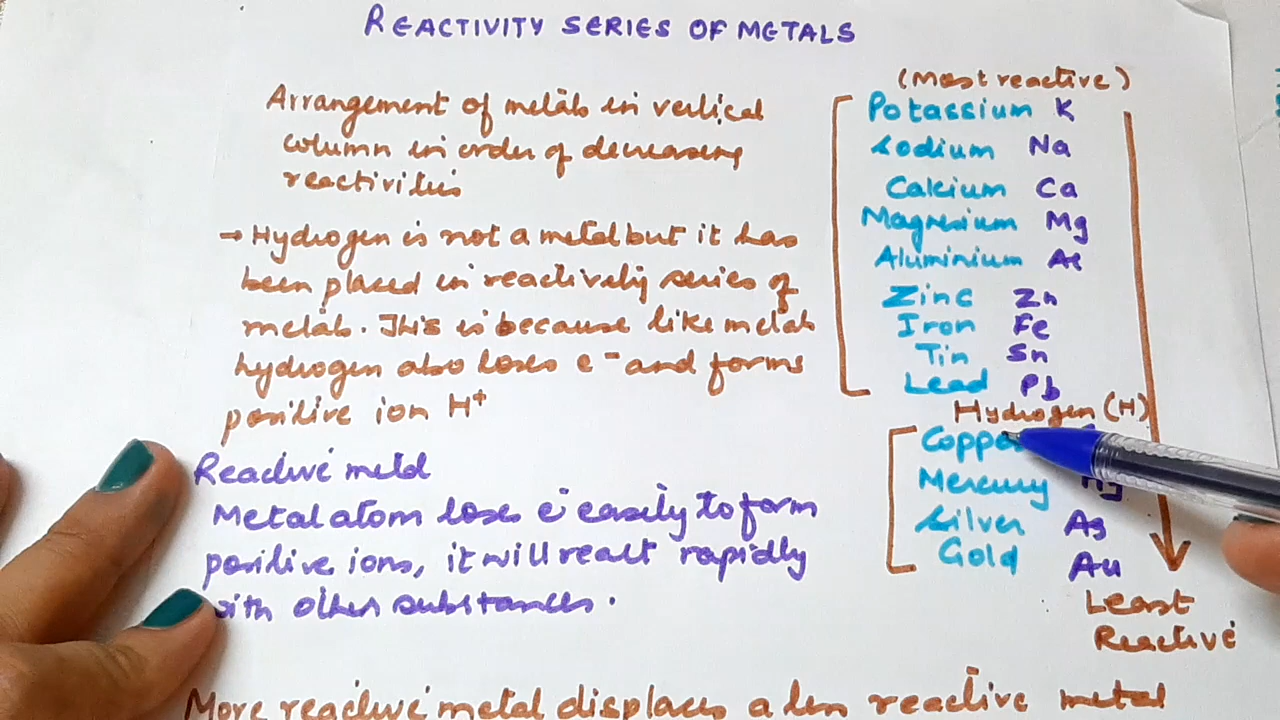 REACTIVITY SERIES OF METALS
Arrangement of metals in vertical
column in order of decreasing
reactivities
→ Hydrogen is not a metal but it has
been placed in reactivity series of
metals. This is because like metals
hydrogen also loses e⁻ and forms
positive ion H⁺
Reactive metal
Metal atom loses e⁻ easily to form
positive ions, it will react rapidly
with other substances.
More reactive metal displaces a less reactive metal
(Most reactive)
Potassium K
Sodium Na
Calcium Ca
Magnesium Mg
Aluminium Al
Zinc Zn
Iron Fe
Tin Sn
Lead Pb
Hydrogen (H)
Copper
Mercury Hg
Silver Ag
Gold Au
Least
Reactive